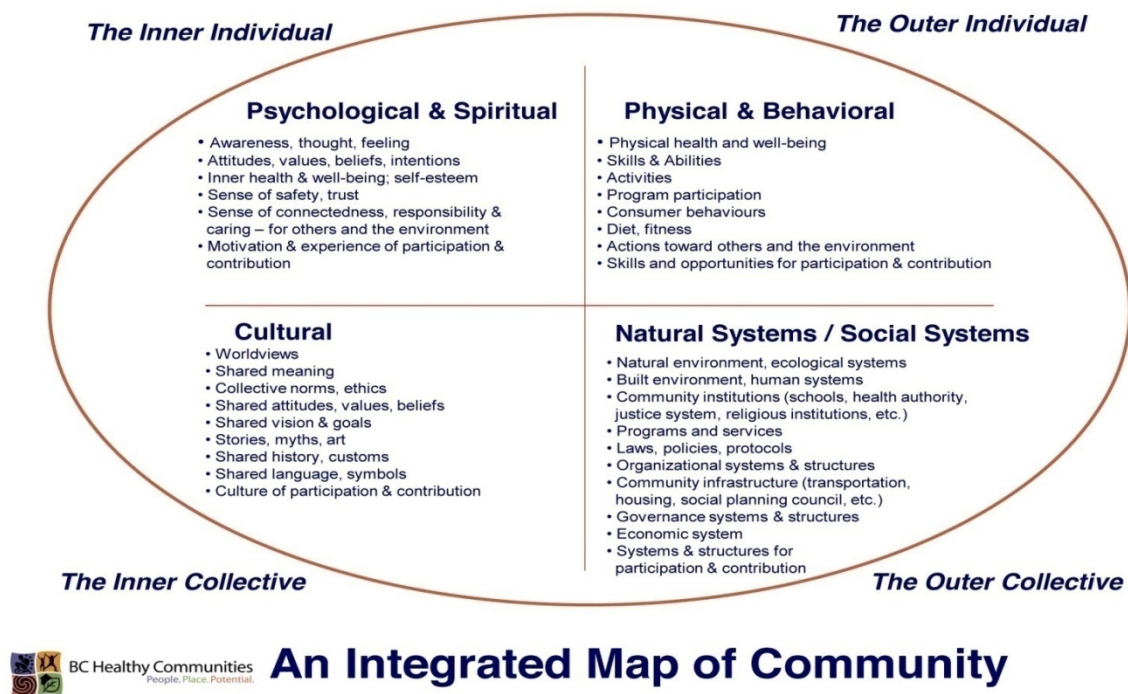 The Inner Individual
The Outer Individual
Psychological & Spiritual
• Awareness, thought, feeling
• Attitudes, values, beliefs, intentions
• Inner health & well-being; self-esteem
• Sense of safety, trust
• Sense of connectedness, responsibility &
caring – for others and the environment
• Motivation & experience of participation &
contribution
Physical & Behavioral
• Physical health and well-being
• Skills & Abilities
• Activities
• Program participation
• Consumer behaviours
• Diet, fitness
• Actions toward others and the environment
• Skills and opportunities for participation & contribution
Cultural
• Worldviews
• Shared meaning
• Collective norms, ethics
• Shared attitudes, values, beliefs
• Shared vision & goals
• Stories, myths, art
• Shared history, customs
• Shared language, symbols
• Culture of participation & contribution
Natural Systems / Social Systems
• Natural environment, ecological systems
• Built environment, human systems
• Community institutions (schools, health authority,
justice system, religious institutions, etc.)
• Programs and services
• Laws, policies, protocols
• Organizational systems & structures
• Community infrastructure (transportation,
housing, social planning council, etc.)
• Governance systems & structures
• Economic system
• Systems & structures for
participation & contribution
The Inner Collective
The Outer Collective
BC Healthy Communities
People. Place. Potential.
An Integrated Map of Community